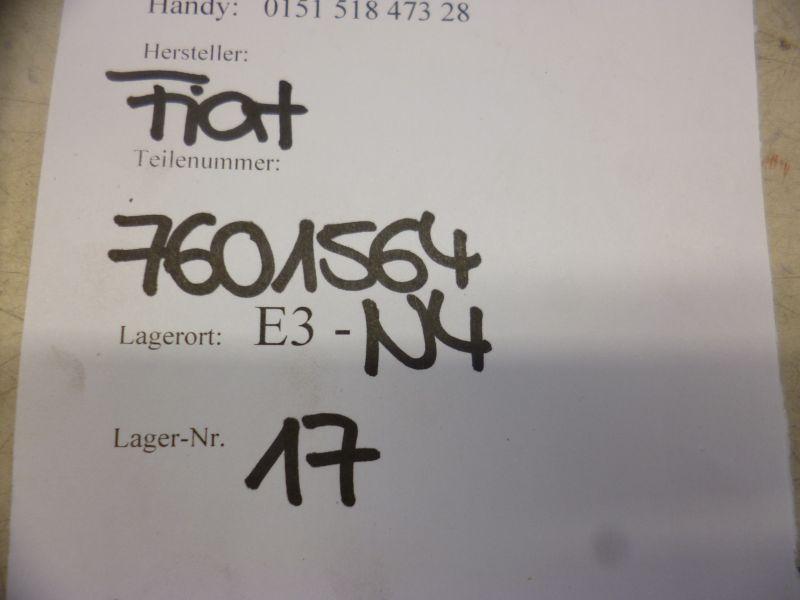 Handy: 0151 518 473 28
Hersteller:
Fiat
Teilenummer:
7601564
Lagerort: E3 - N4
Lager-Nr. 17